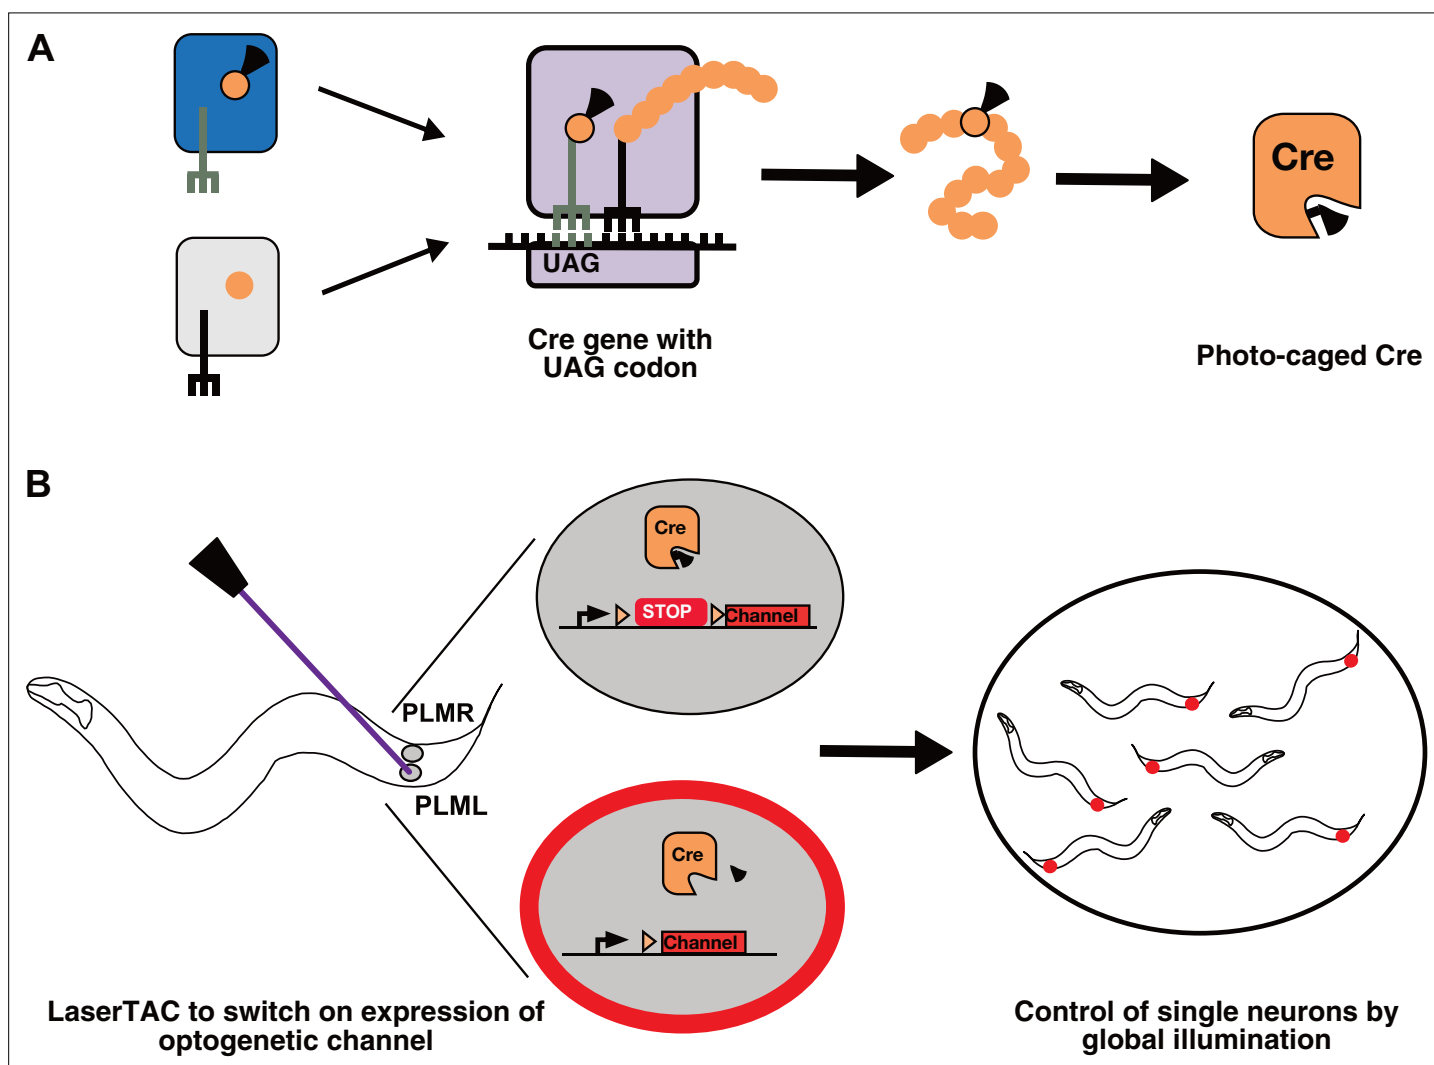 A
UAG
Cre
Cre gene with
UAG codon
Photo-caged Cre
B
Cre
STOP
Channel
PLMR
PLML
Cre
Channel
LaserTAC to switch on expression of
optogenetic channel
Control of single neurons by
global illumination